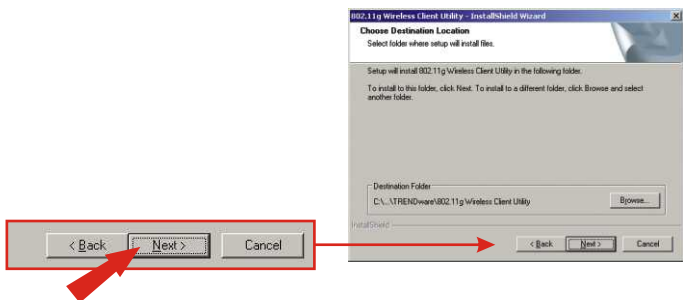 802.11g Wireless Client Utility - InstallShield Wizard
Choose Destination Location
Select folder where setup will install files.
Setup will install 802.11g Wireless Client Utility in the following folder.
To install to this folder, click Next. To install to a different folder, click Browse and select
another folder.
Destination Folder
C:\...\TRENDware\802.11g Wireless Client Utility
Browse...
InstallShield
< Back
Next >
Cancel
< Back
Next >
Cancel